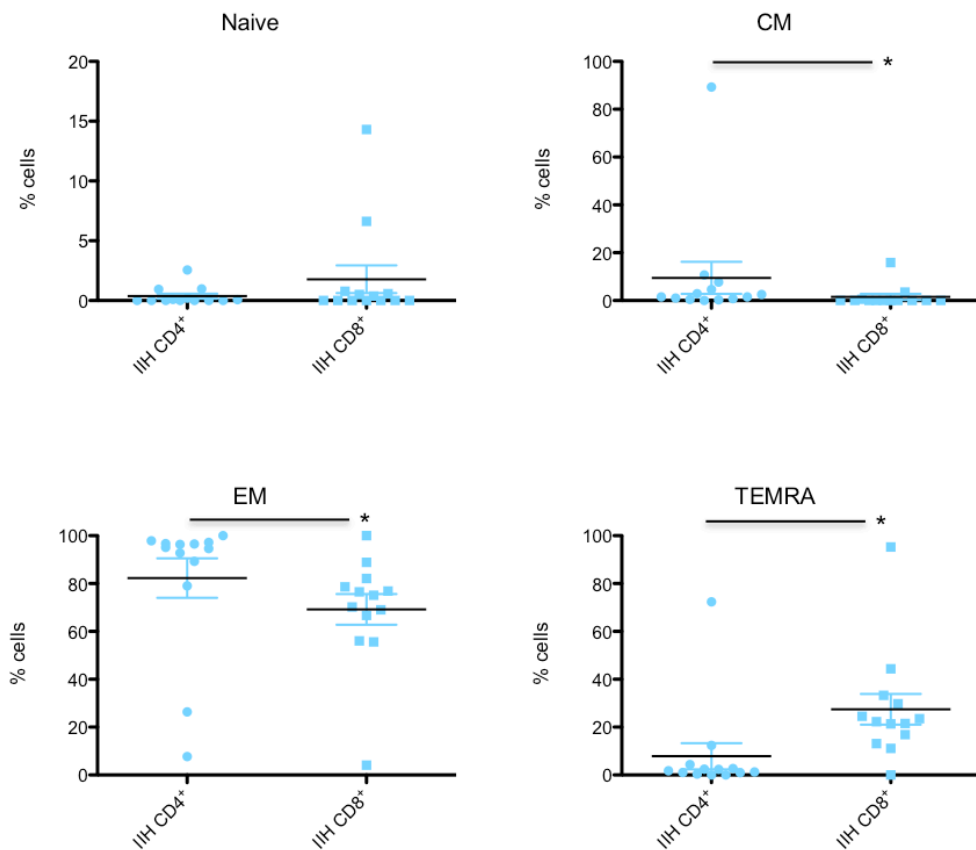 Naive
20
15
10
5
0
% cells
IIH CD4⁺
IIH CD8⁺
CM
*
100
80
60
40
20
0
% cells
IIH CD4⁺
IIH CD8⁺
EM
*
100
80
60
40
20
0
% cells
IIH CD4⁺
IIH CD8⁺
TEMRA
*
100
80
60
40
20
0
% cells
IIH CD4⁺
IIH CD8⁺